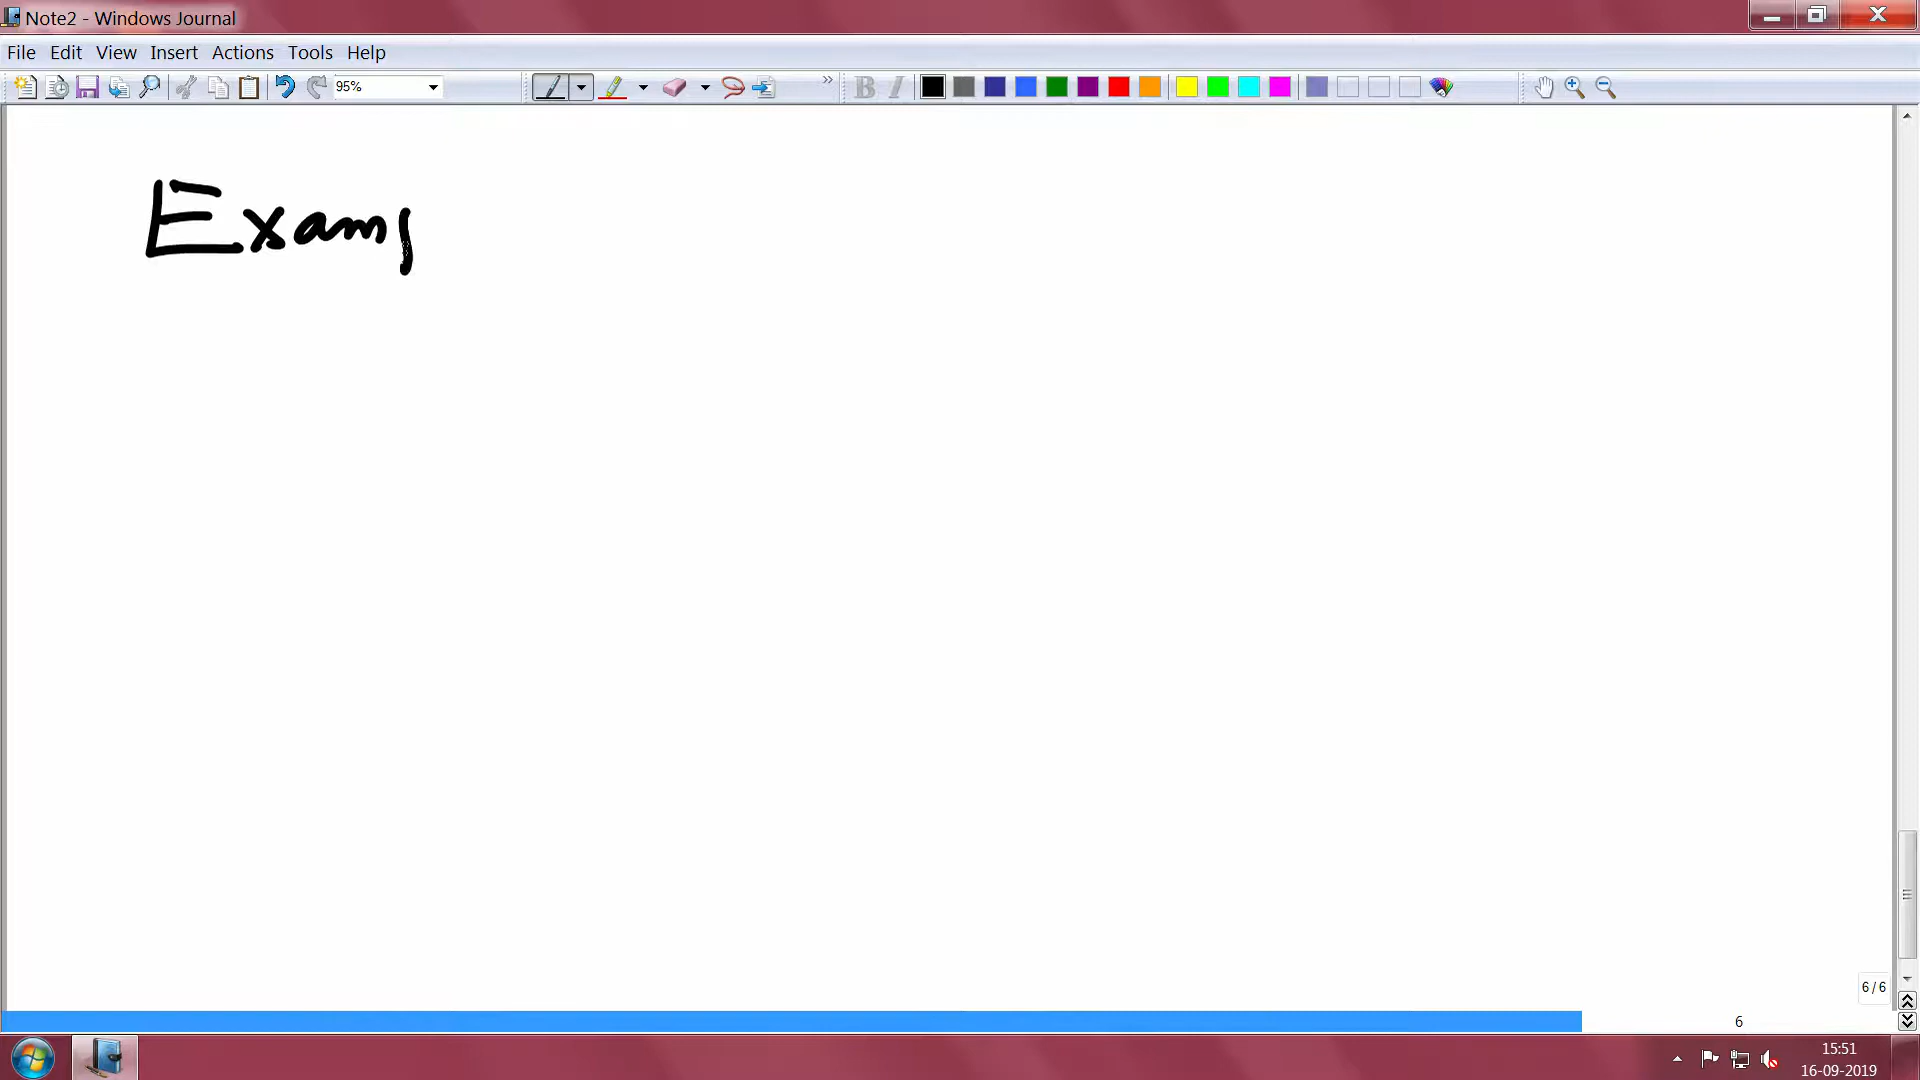 Note2 - Windows Journal
File Edit View Insert Actions Tools Help
95% B I
Exam
6 / 6
6
15:51
16-09-2019